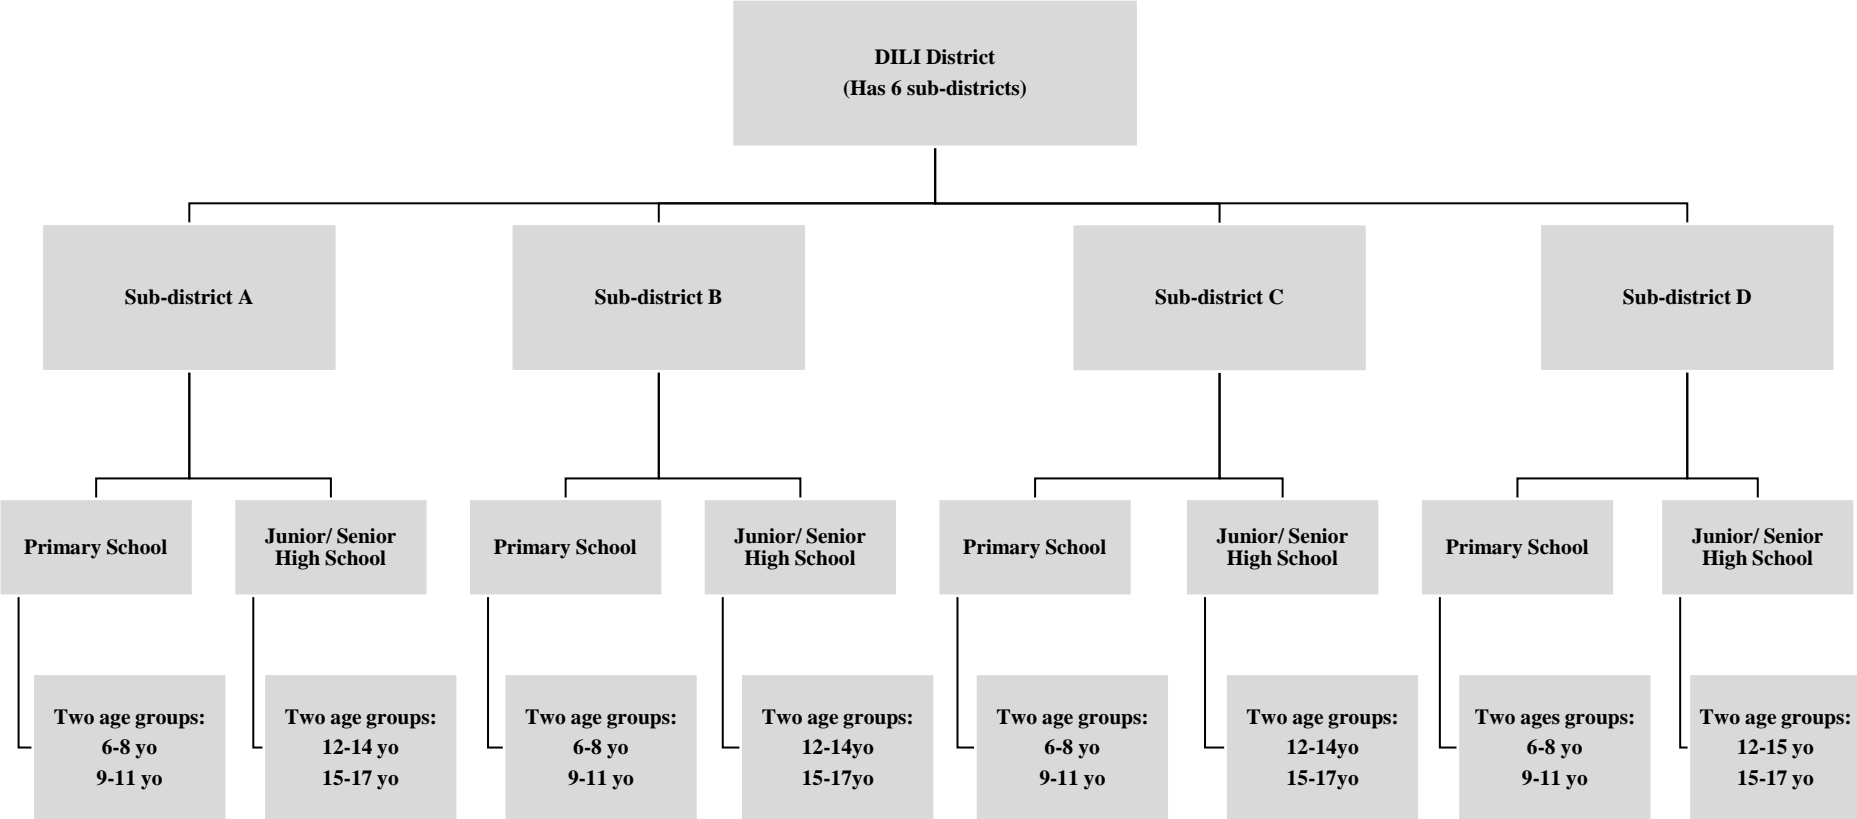 DILI District
(Has 6 sub-districts)
Sub-district A
Sub-district B
Sub-district C
Sub-district D
Primary School
Junior/ Senior
High School
Primary School
Junior/ Senior
High School
Primary School
Junior/ Senior
High School
Primary School
Junior/ Senior
High School
Two age groups:
6-8 yo
9-11 yo
Two age groups:
12-14 yo
15-17 yo
Two age groups:
6-8 yo
9-11 yo
Two age groups:
12-14yo
15-17yo
Two age groups:
6-8 yo
9-11 yo
Two age groups:
12-14yo
15-17yo
Two ages groups:
6-8 yo
9-11 yo
Two age groups:
12-15 yo
15-17 yo